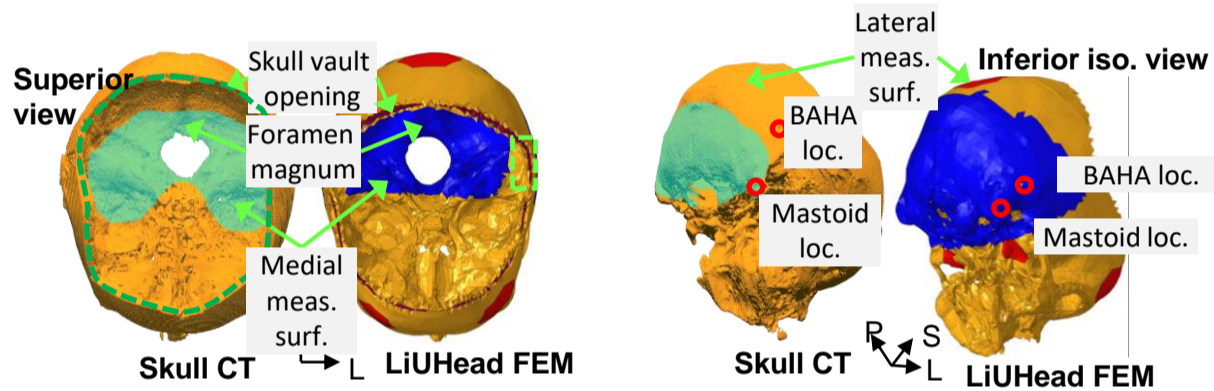 Superior
view
Skull vault
opening
Foramen
magnum
Medial
meas.
surf.
Skull CT
L
LiUHead FEM
Lateral
meas.
surf.
Inferior iso. view
BAHA
loc.
Mastoid
loc.
BAHA loc.
Mastoid loc.
P
S
L
Skull CT
LiUHead FEM